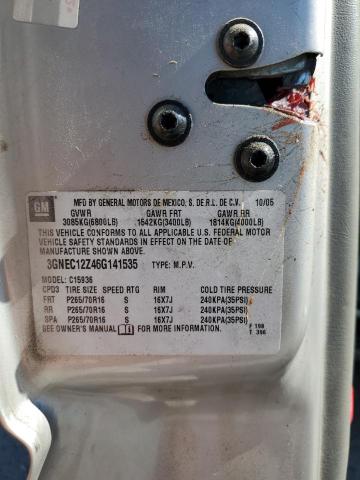 GM
MFD BY GENERAL MOTORS DE MEXICO, S. DE R.L. DE C.V. 10/05
GVWR GAWR FRT GAWR RR
3085KG(6800LB) 1542KG(3400LB) 1814KG(4000LB)
THIS VEHICLE CONFORMS TO ALL APPLICABLE U.S. FEDERAL
MOTOR VEHICLE SAFETY STANDARDS IN EFFECT ON THE DATE OF
MANUFACTURE SHOWN ABOVE.
3GNEC12Z46G141535 TYPE: M.P.V.
MODEL: C15936
CPD3 TIRE SIZE SPEED RTG RIM COLD TIRE PRESSURE
FRT P265/70R16 S 16X7J 240KPA(35PSI)
RR P265/70R16 S 16X7J 240KPA(35PSI)
SPA P265/70R16 S 16X7J 240KPA(35PSI)
SEE OWNER'S MANUAL FOR MORE INFORMATION.
F 198
T 396